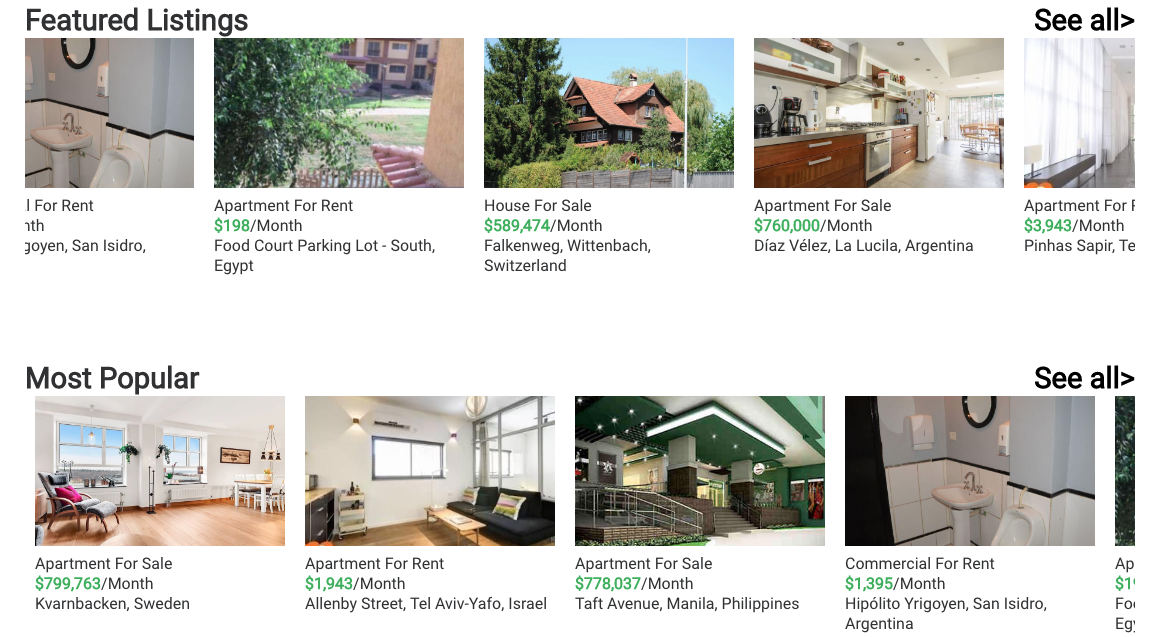 Featured Listings
See all>
l For Rent
nth
goyen, San Isidro,
Apartment For Rent
$198/Month
Food Court Parking Lot - South,
Egypt
House For Sale
$589,474/Month
Falkenweg, Wittenbach,
Switzerland
Apartment For Sale
$760,000/Month
Díaz Vélez, La Lucila, Argentina
Apartment For R
$3,943/Month
Pinhas Sapir, Te
Most Popular
See all>
Apartment For Sale
$799,763/Month
Kvarnbacken, Sweden
Apartment For Rent
$1,943/Month
Allenby Street, Tel Aviv-Yafo, Israel
Apartment For Sale
$778,037/Month
Taft Avenue, Manila, Philippines
Commercial For Rent
$1,395/Month
Hipólito Yrigoyen, San Isidro,
Argentina
Ap
$19
Foo
Egy